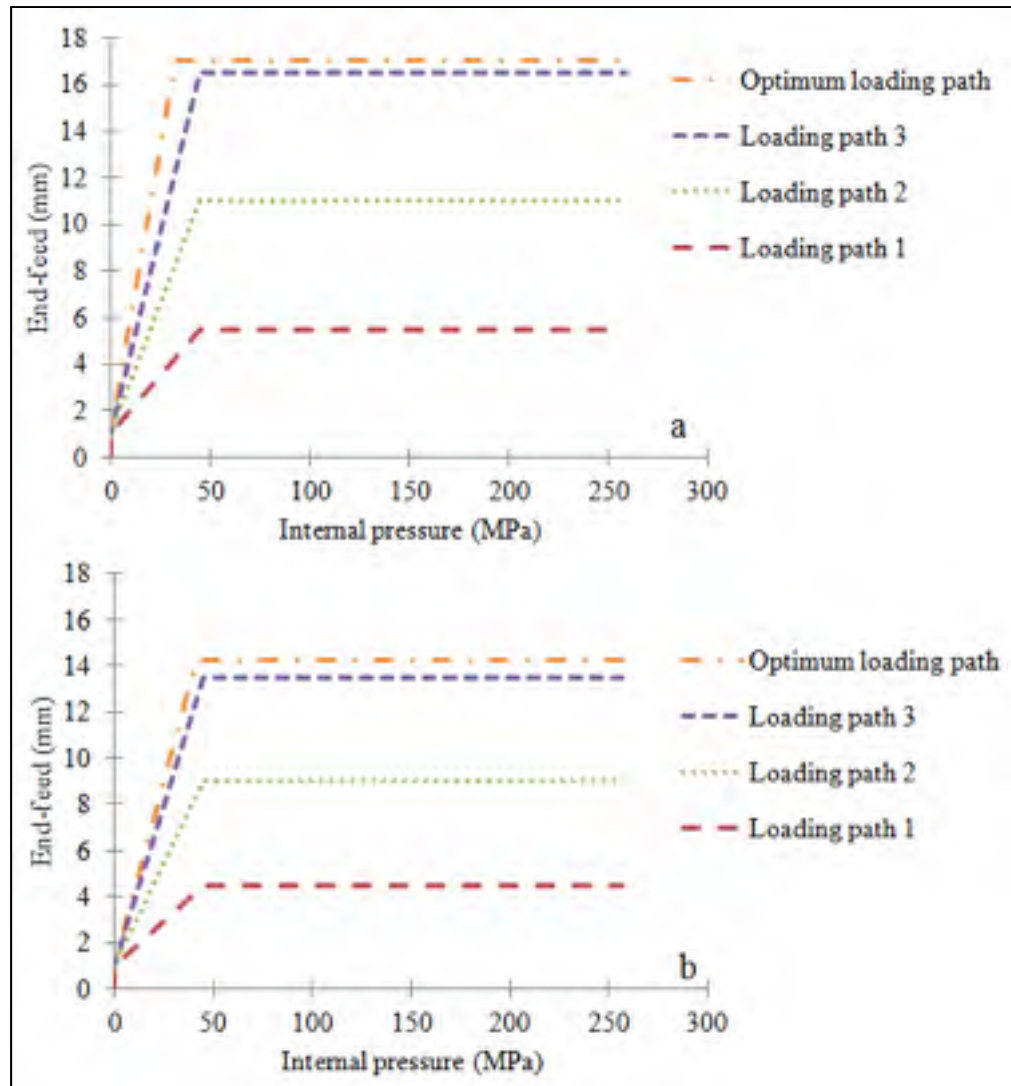 18
16
14
12
10
8
6
4
2
0
End-feed (mm)
0 50 100 150 200 250 300
Internal pressure (MPa)
Optimum loading path
Loading path 3
Loading path 2
Loading path 1
a
18
16
14
12
10
8
6
4
2
0
End-feed (mm)
0 50 100 150 200 250 300
Internal pressure (MPa)
Optimum loading path
Loading path 3
Loading path 2
Loading path 1
b